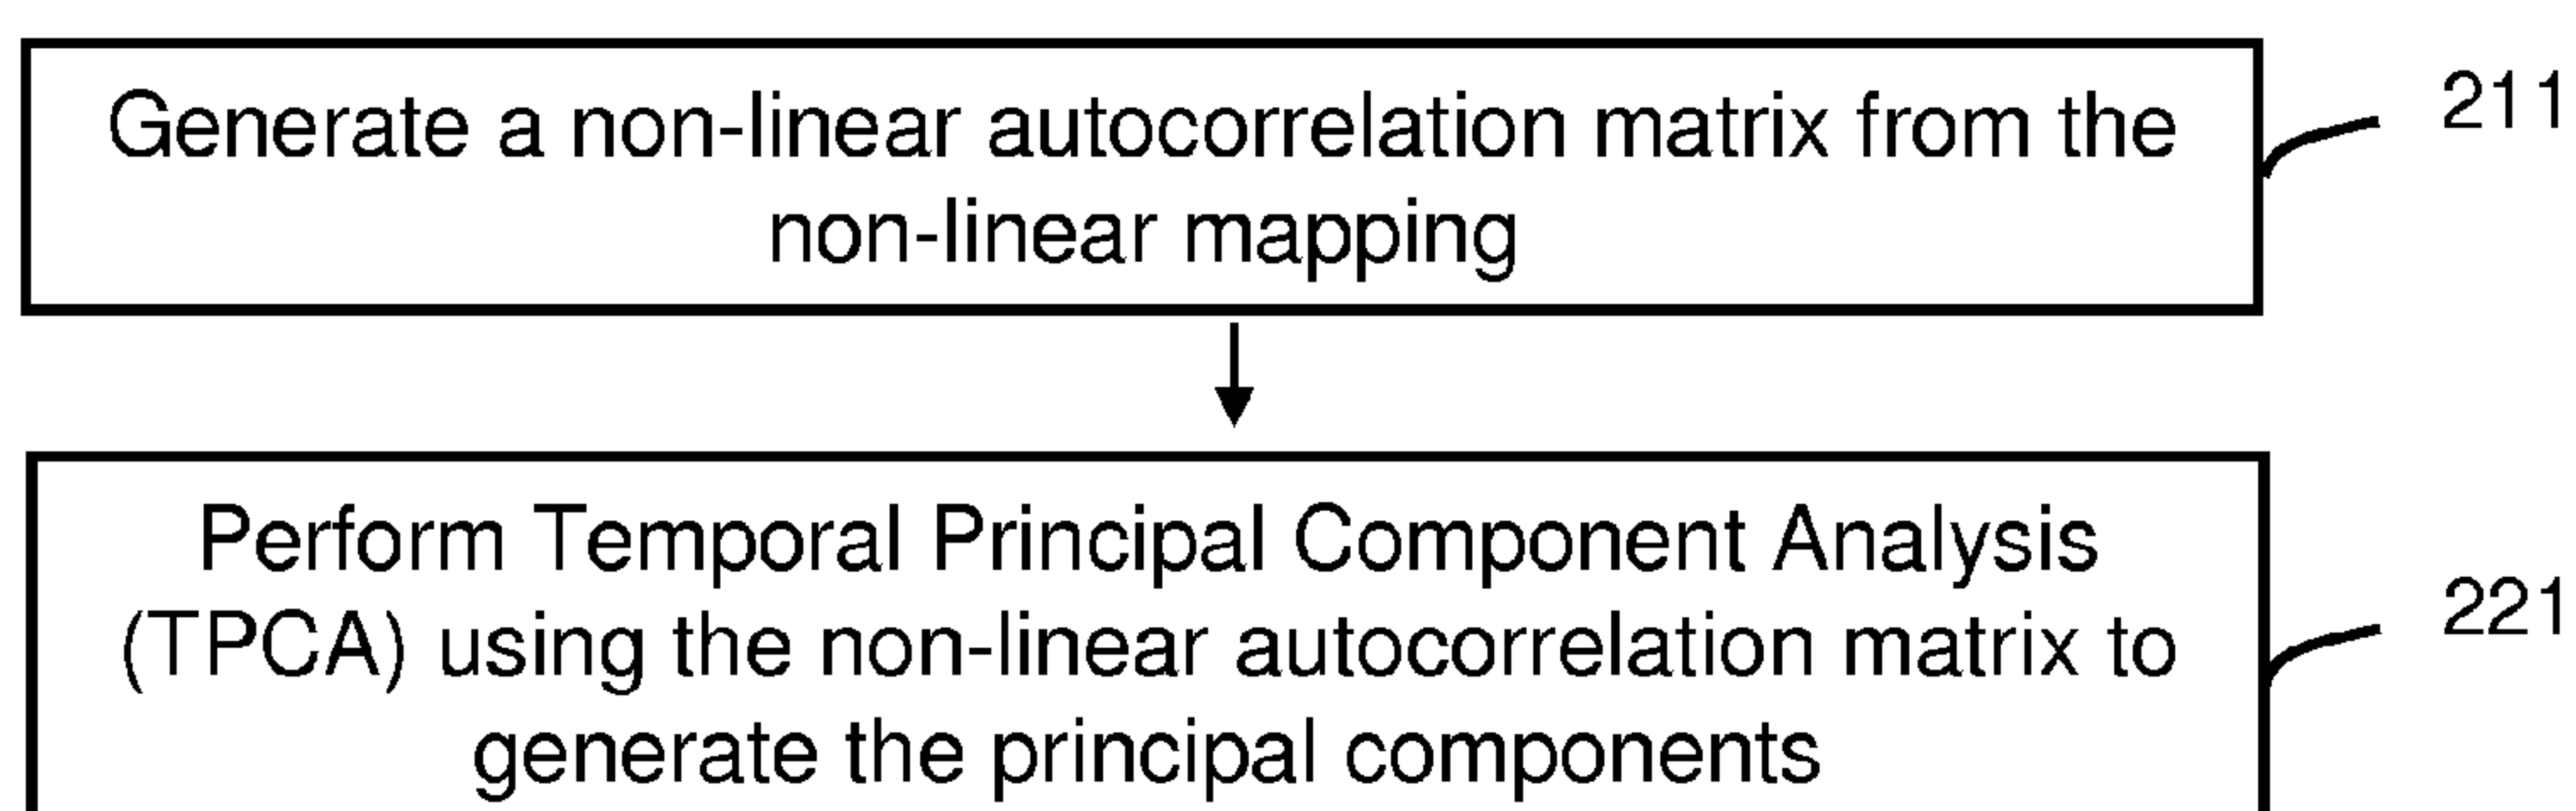 Generate a non-linear autocorrelation matrix from the
non-linear mapping
211
Perform Temporal Principal Component Analysis
(TPCA) using the non-linear autocorrelation matrix to
generate the principal components
221